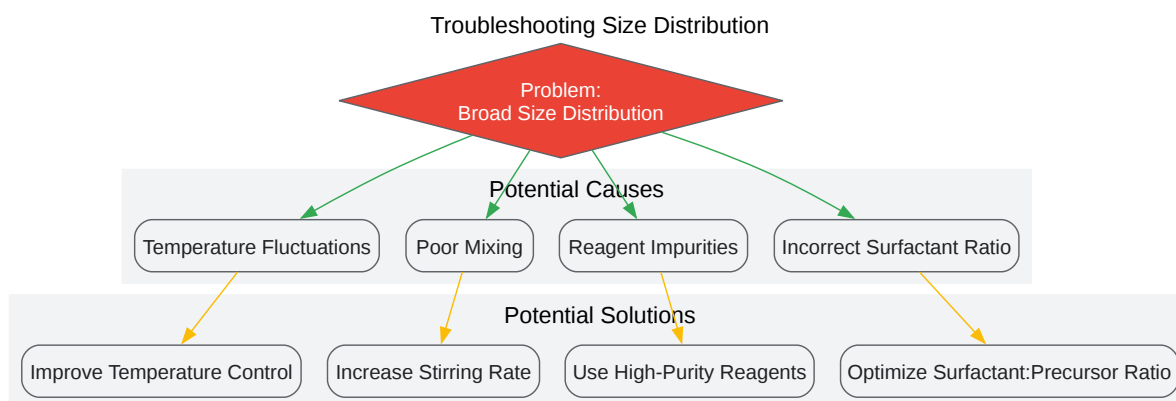 Troubleshooting Size Distribution
Problem:
Broad Size Distribution
Potential Causes
Temperature Fluctuations
Poor Mixing
Reagent Impurities
Incorrect Surfactant Ratio
Potential Solutions
Improve Temperature Control
Increase Stirring Rate
Use High-Purity Reagents
Optimize Surfactant:Precursor Ratio